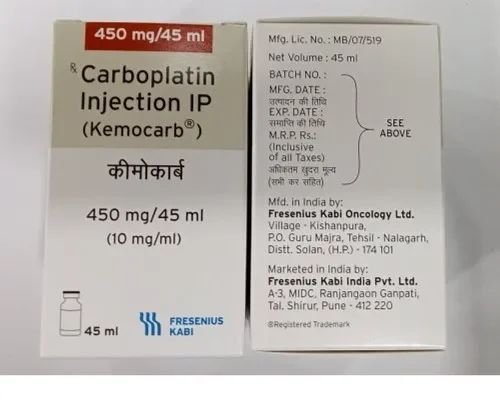 450 mg/45 ml
Rx Carboplatin
Injection IP
(Kemocarb®)
कीमोकार्ब
450 mg/45 ml
(10 mg/ml)
45 ml
FRESENIUS
KABI
Mfg. Lic. No. : MB/07/519
Net Volume : 45 ml
BATCH NO. :
MFG. DATE :
उत्पादन की तिथि
EXP. DATE :
समाप्ति की तिथि
M.R.P. Rs.:
(Inclusive
of all Taxes)
अधिकतम खुदरा मूल्य
(सभी कर सहित)
SEE
ABOVE
Mfd. in India by:
Fresenius Kabi Oncology Ltd.
Village - Kishanpura,
P.O. Guru Majra, Tehsil - Nalagarh,
Distt. Solan, (H.P.) - 174 101
Marketed in India by:
Fresenius Kabi India Pvt. Ltd.
A-3, MIDC, Ranjangaon Ganpati,
Tal. Shirur, Pune - 412 220
®Registered Trademark